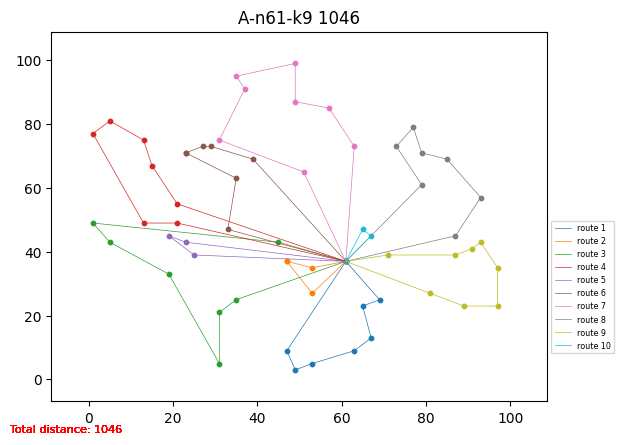 A-n61-k9 1046
100
80
60
40
20
0
0 20 40 60 80 100
route 1
route 2
route 3
route 4
route 5
route 6
route 7
route 8
route 9
route 10
Total distance: 1046